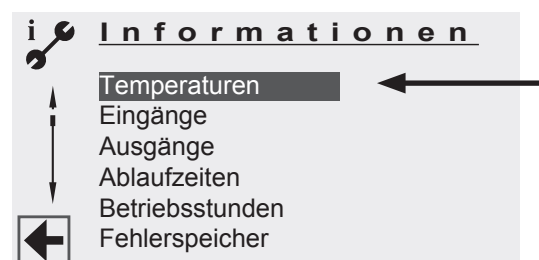 i Informationen
Temperaturen
Eingänge
Ausgänge
Ablaufzeiten
Betriebsstunden
Fehlerspeicher